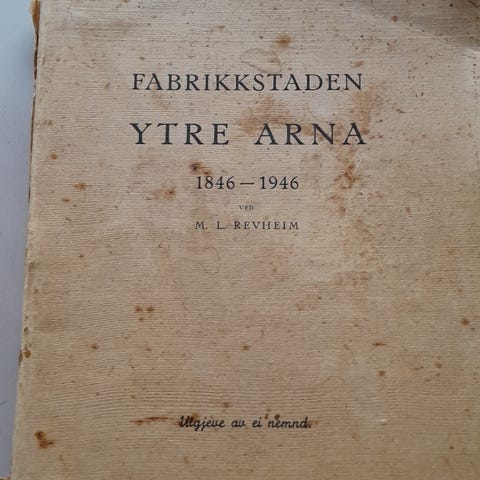 FABRIKKSTADEN
YTRE ARNA
1846 — 1946
VED
M. L. REVHEIM
Utgjeve av ei nemnd.